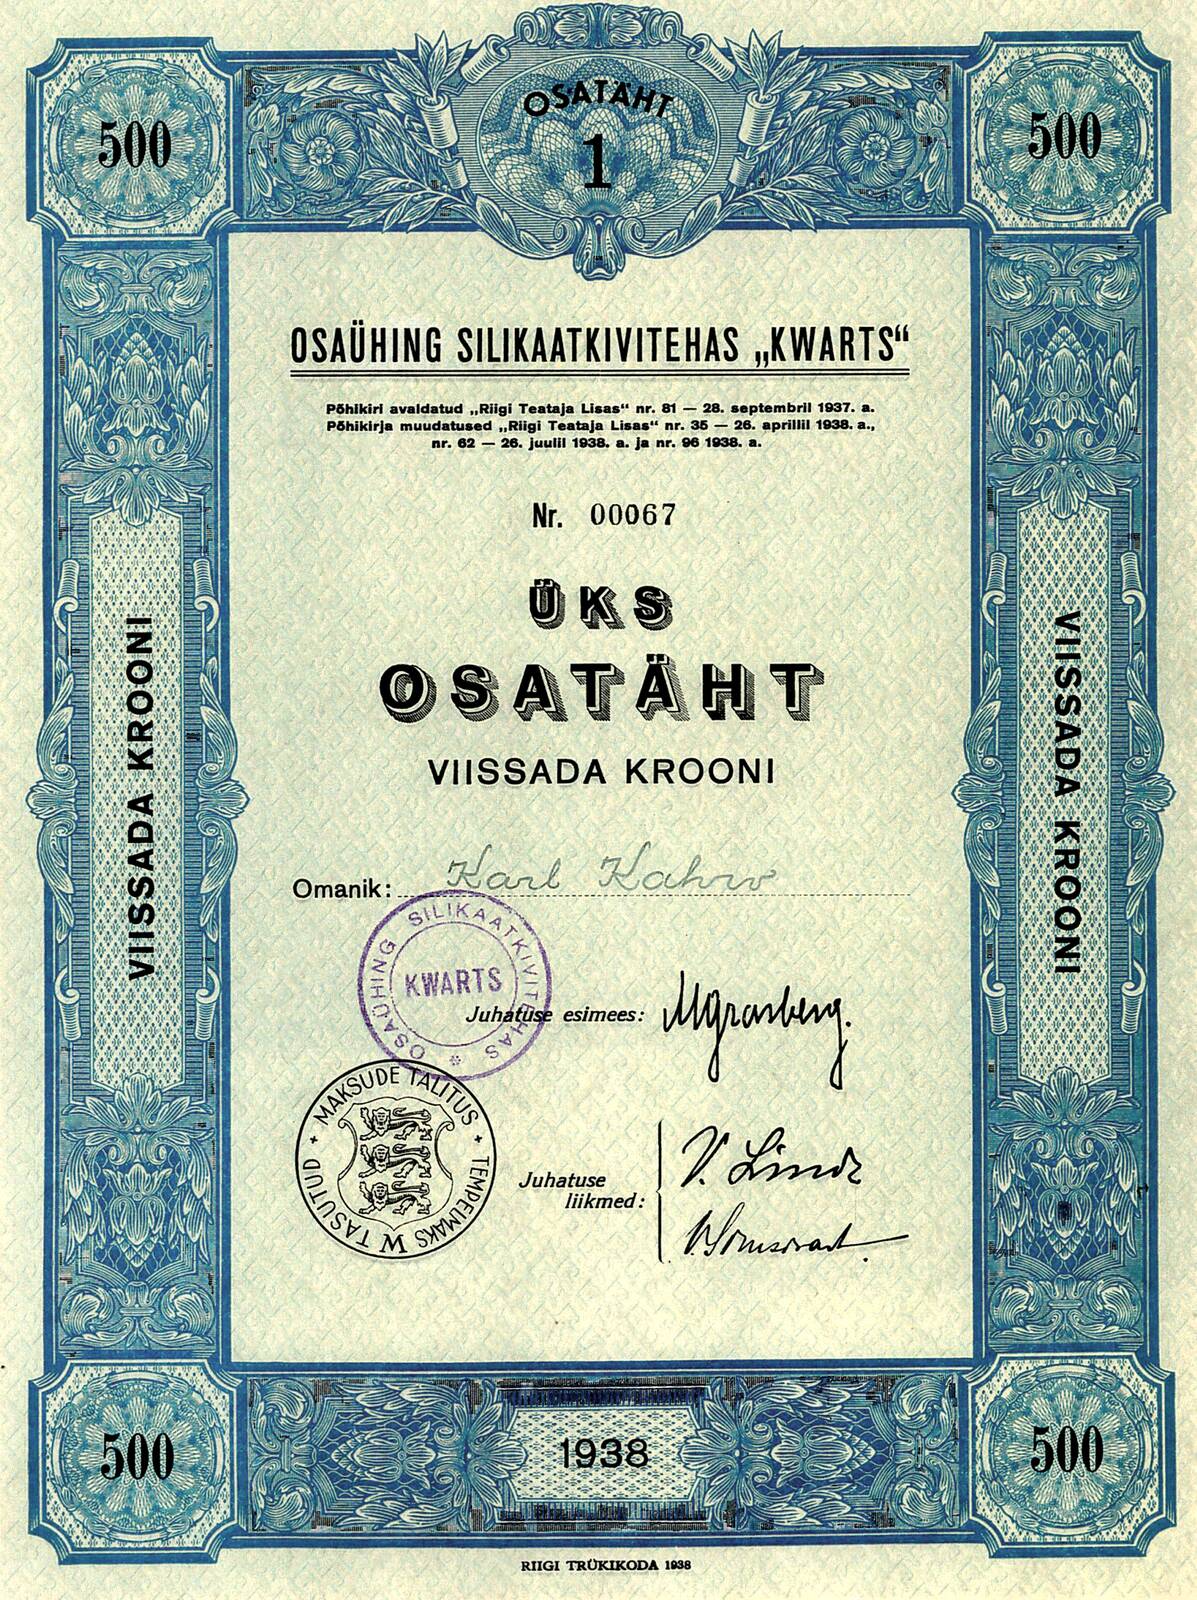 500
OSATÄHT
1
500
OSAÜHING SILIKAATKIVITEHAS „KWARTS“
Põhikiri avaldatud „Riigi Teataja Lisas“ nr. 81 — 28. septembril 1937. a.
Põhikirja muudatused „Riigi Teataja Lisas“ nr. 35 — 26. aprillil 1938. a.,
nr. 62 — 26. juulil 1938. a. ja nr. 96 1938. a.
Nr. 00067
ÜKS
OSATÄHT
VIISSADA KROONI
VIISSADA KROONI
VIISSADA KROONI
Omanik: Karl Kahrv
OSAÜHING SILIKAATKIVITEHAS
KWARTS
Juhatuse esimees:
MAKSUDE TALITUS
TEMPELMAKS M TASUTUD
Juhatuse
liikmed:
500
1938
500
RIIGI TRÜKIKODA 1938